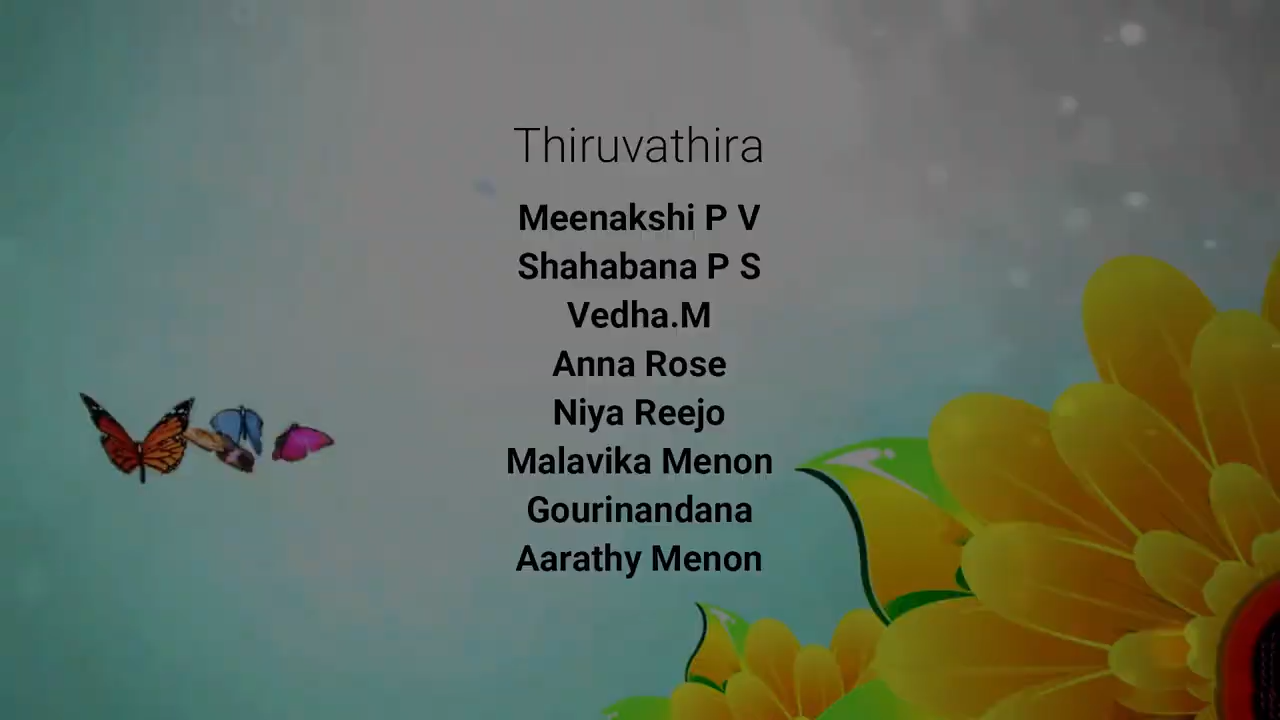 Thiruvathira
Meenakshi P V
Shahabana P S
Vedha.M
Anna Rose
Niya Reejo
Malavika Menon
Gourinandana
Aarathy Menon